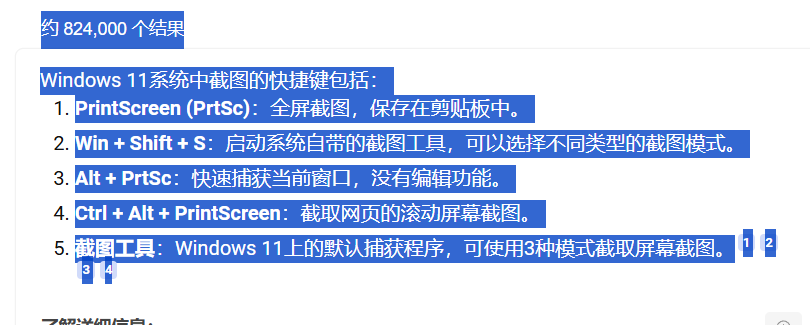 约 824,000 个结果
Windows 11系统中截图的快捷键包括：
1. PrintScreen (PrtSc)：全屏截图，保存在剪贴板中。
2. Win + Shift + S：启动系统自带的截图工具，可以选择不同类型的截图模式。
3. Alt + PrtSc：快速捕获当前窗口，没有编辑功能。
4. Ctrl + Alt + PrintScreen：截取网页的滚动屏幕截图。
5. 截图工具：Windows 11上的默认捕获程序，可使用3种模式截取屏幕截图。 1 2
3 4
了解详细信息：